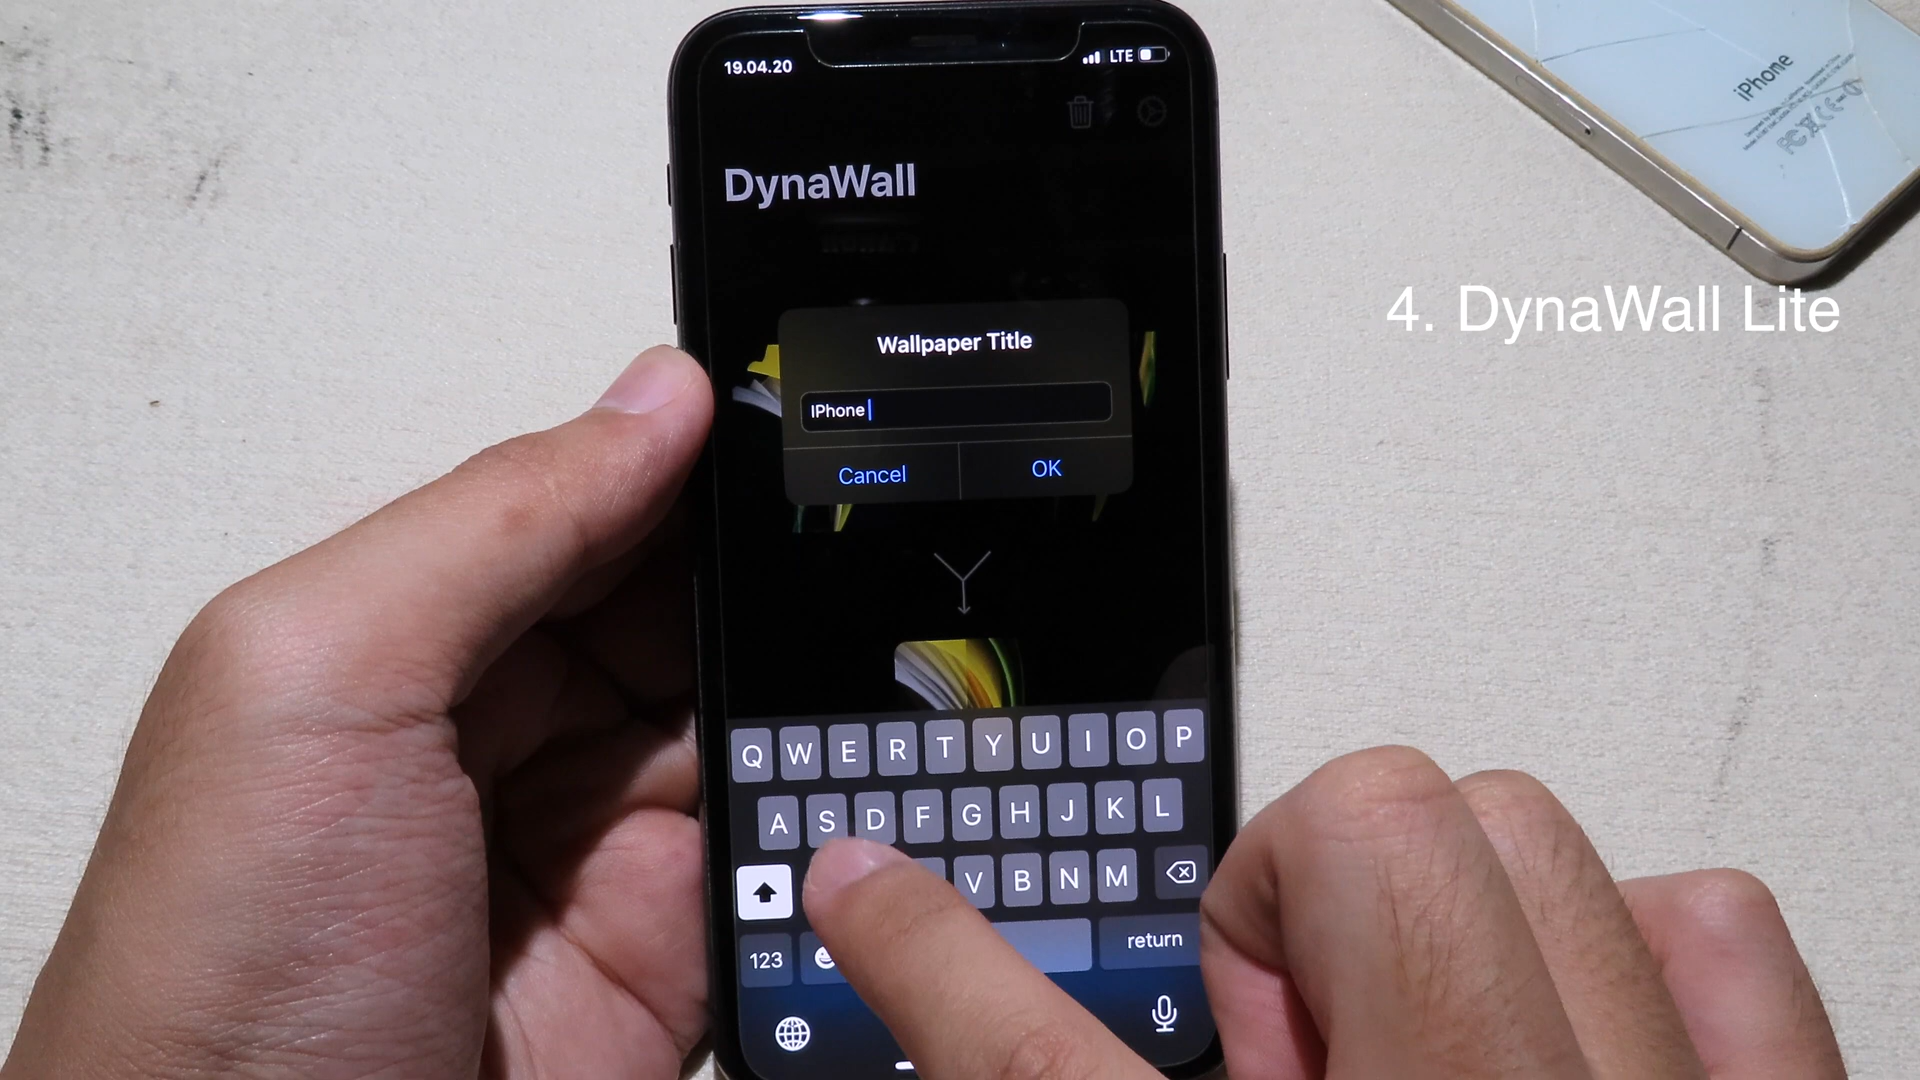 19.04.20
LTE
DynaWall
Wallpaper Title
IPhone
Cancel
OK
Q W E R T Y U I O P
A S D F G H J K L
V B N M
123
return
iPhone
4. DynaWall Lite